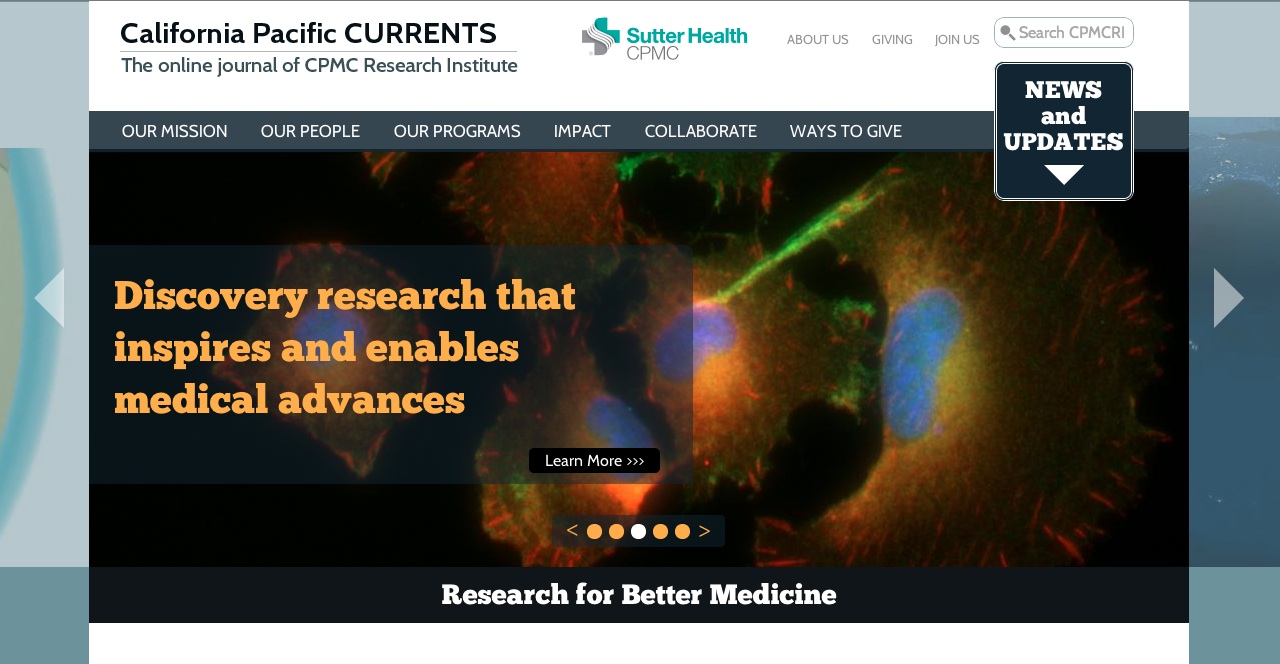 California Pacific CURRENTS
The online journal of CPMC Research Institute
Sutter Health
CPMC
ABOUT US
GIVING
JOIN US
Search CPMCRI
NEWS
and
UPDATES
OUR MISSION
OUR PEOPLE
OUR PROGRAMS
IMPACT
COLLABORATE
WAYS TO GIVE
Discovery research that
inspires and enables
medical advances
Learn More >>>
< >
Research for Better Medicine